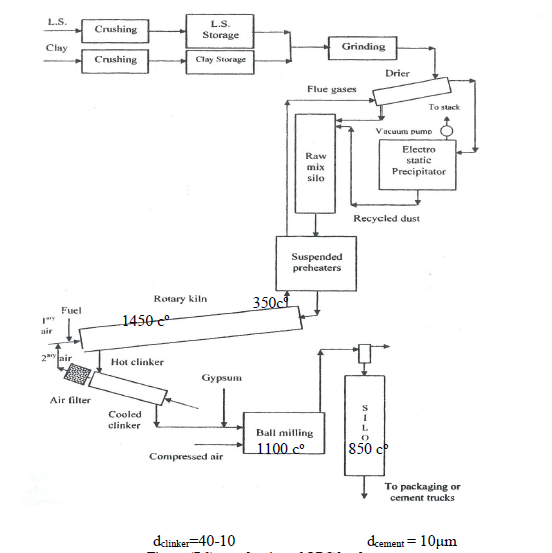 L.S.
Crushing
L.S.
Storage
Clay
Crushing
Clay Storage
Grinding
Drier
Flue gases
To stack
Vacuum pump
Electro
static
Precipitator
Raw
mix
silo
Recycled dust
Suspended
preheaters
Rotary kiln
350c°
1450 c°
Fuel
1ary
air
2ary air
Hot clinker
Air filter
Gypsum
Cooled
clinker
Ball milling
1100 c°
Compressed air
S
I
L
O
850 c°
To packaging or
cement trucks
dclinker=40-10
dcement = 10μm